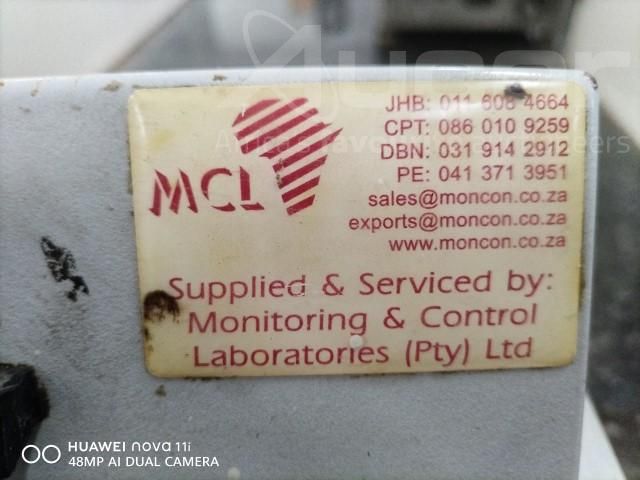 JHB: 011 608 4664
CPT: 086 010 9259
DBN: 031 914 2912
PE: 041 371 3951
sales@moncon.co.za
exports@moncon.co.za
www.moncon.co.za
MCL
Supplied & Serviced by:
Monitoring & Control
Laboratories (Pty) Ltd
HUAWEI nova 11i
48MP AI DUAL CAMERA